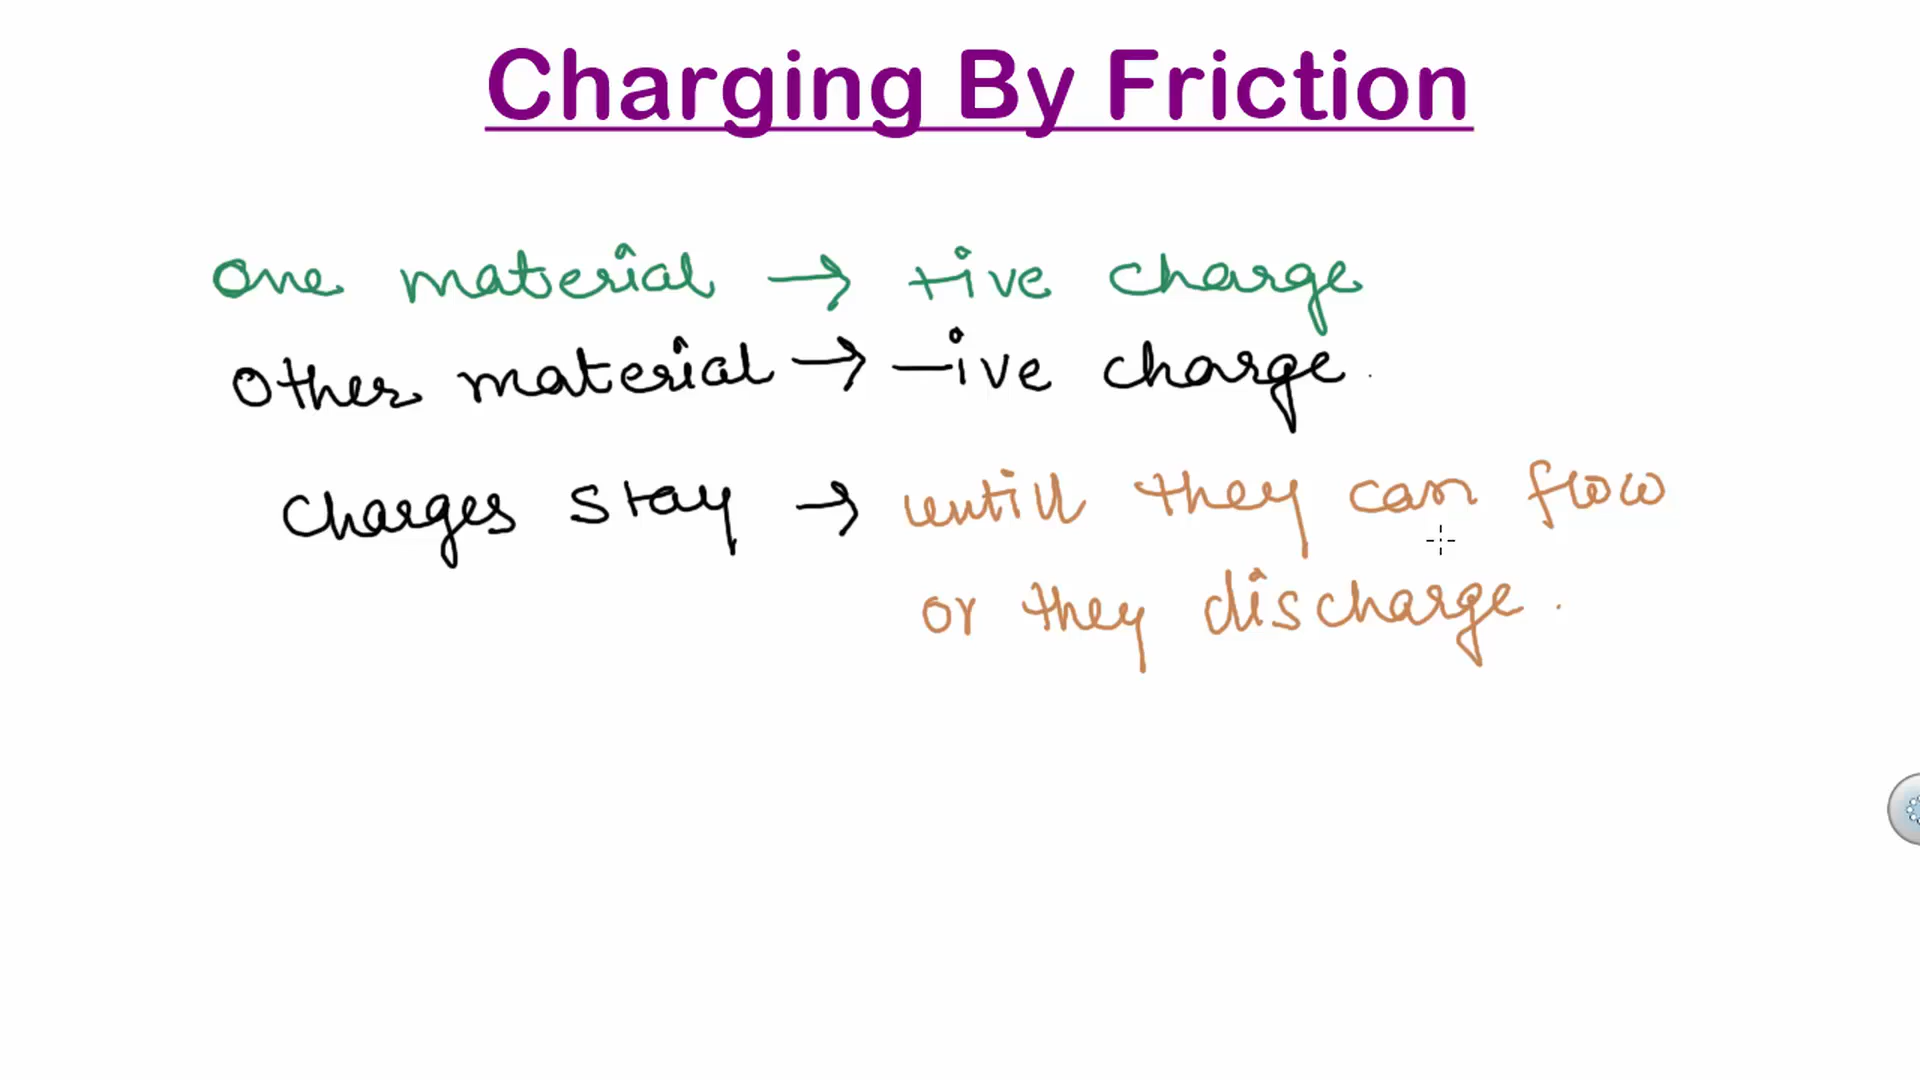 Charging By Friction
One material → +ive charge
Other material → -ive charge.
Charges stay → untill they can flow
or they discharge.